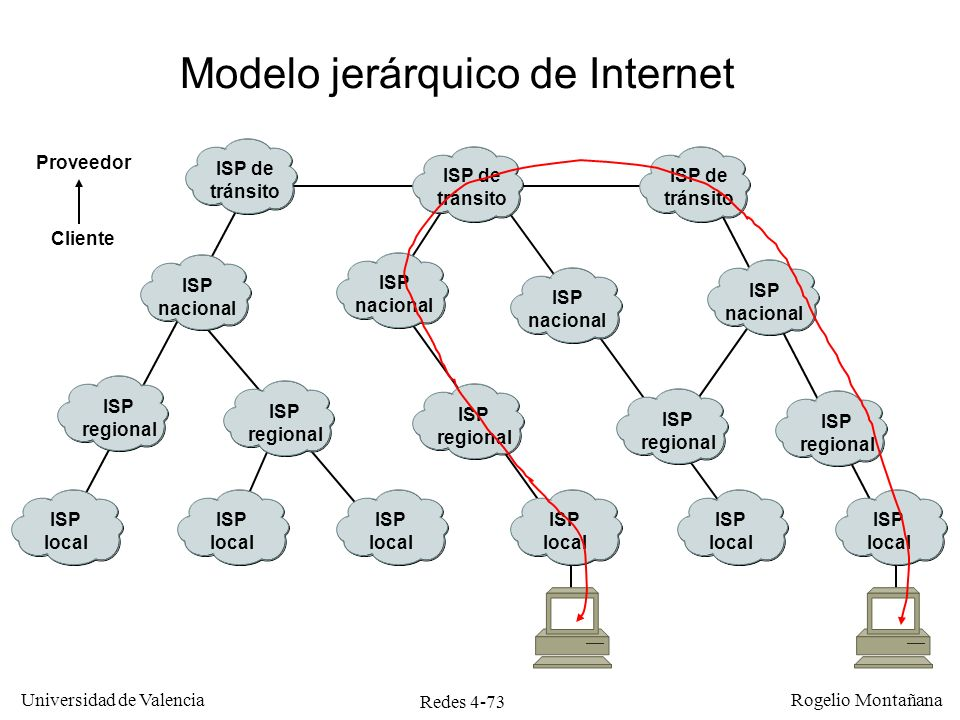 Modelo jerárquico de Internet
Proveedor
Cliente
ISP de
tránsito
ISP de
transito
ISP de
tránsito
ISP
nacional
ISP
nacional
ISP
nacional
ISP
nacional
ISP
regional
ISP
regional
ISP
regional
ISP
regional
ISP
regional
ISP
local
ISP
local
ISP
local
ISP
local
ISP
local
ISP
local
Universidad de Valencia
Redes 4-73
Rogelio Montañana